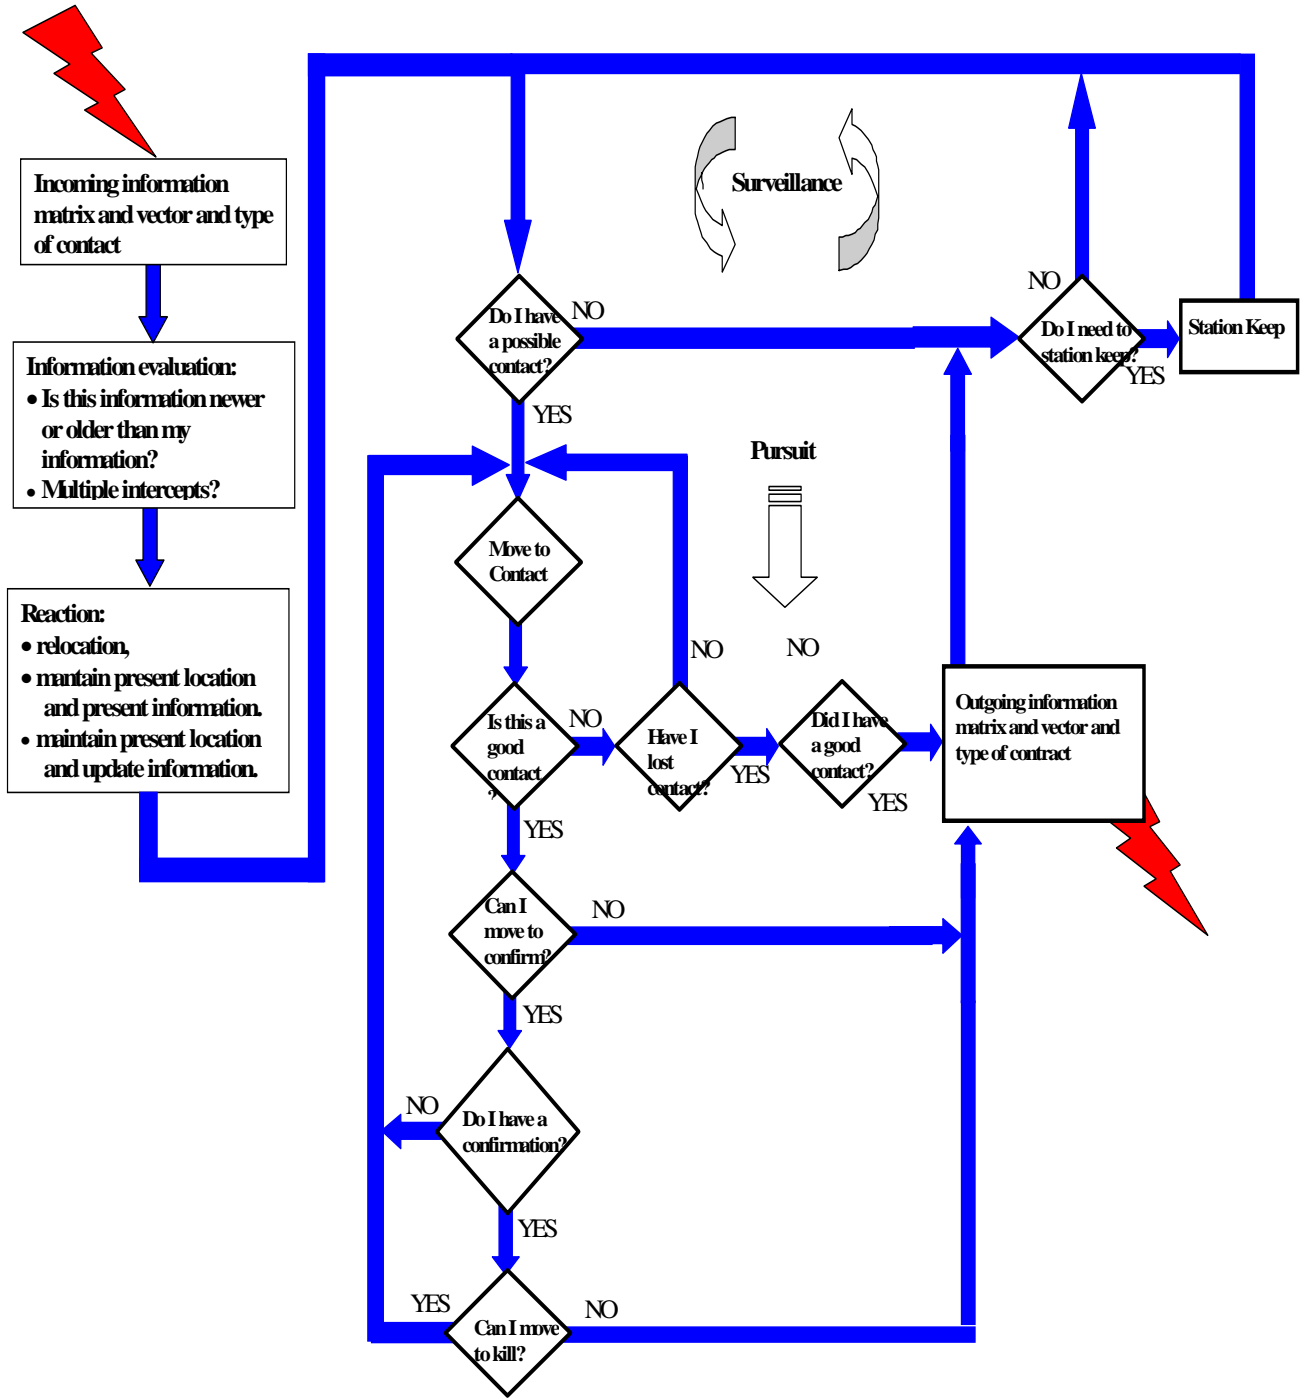 Incoming information
matrix and vector and type
of contact
Information evaluation:
• Is this information newer
or older than my
information?
• Multiple intercepts?
Reaction:
• relocation,
• mantain present location
and present information.
• maintain present location
and update information.
Surveillance
Do I have
a possible
contact?
NO
YES
NO
Do I need to
station keep?
YES
Station Keep
Pursuit
Move to
Contact
NO
NO
Is this a
good
contact
?
NO
YES
Have I
lost
contact?
YES
Did I have
a good
contact?
YES
Outgoing information
matrix and vector and
type of contract
Can I
move to
confirm?
NO
YES
NO
Do I have a
confirmation?
YES
YES
Can I move
to kill?
NO